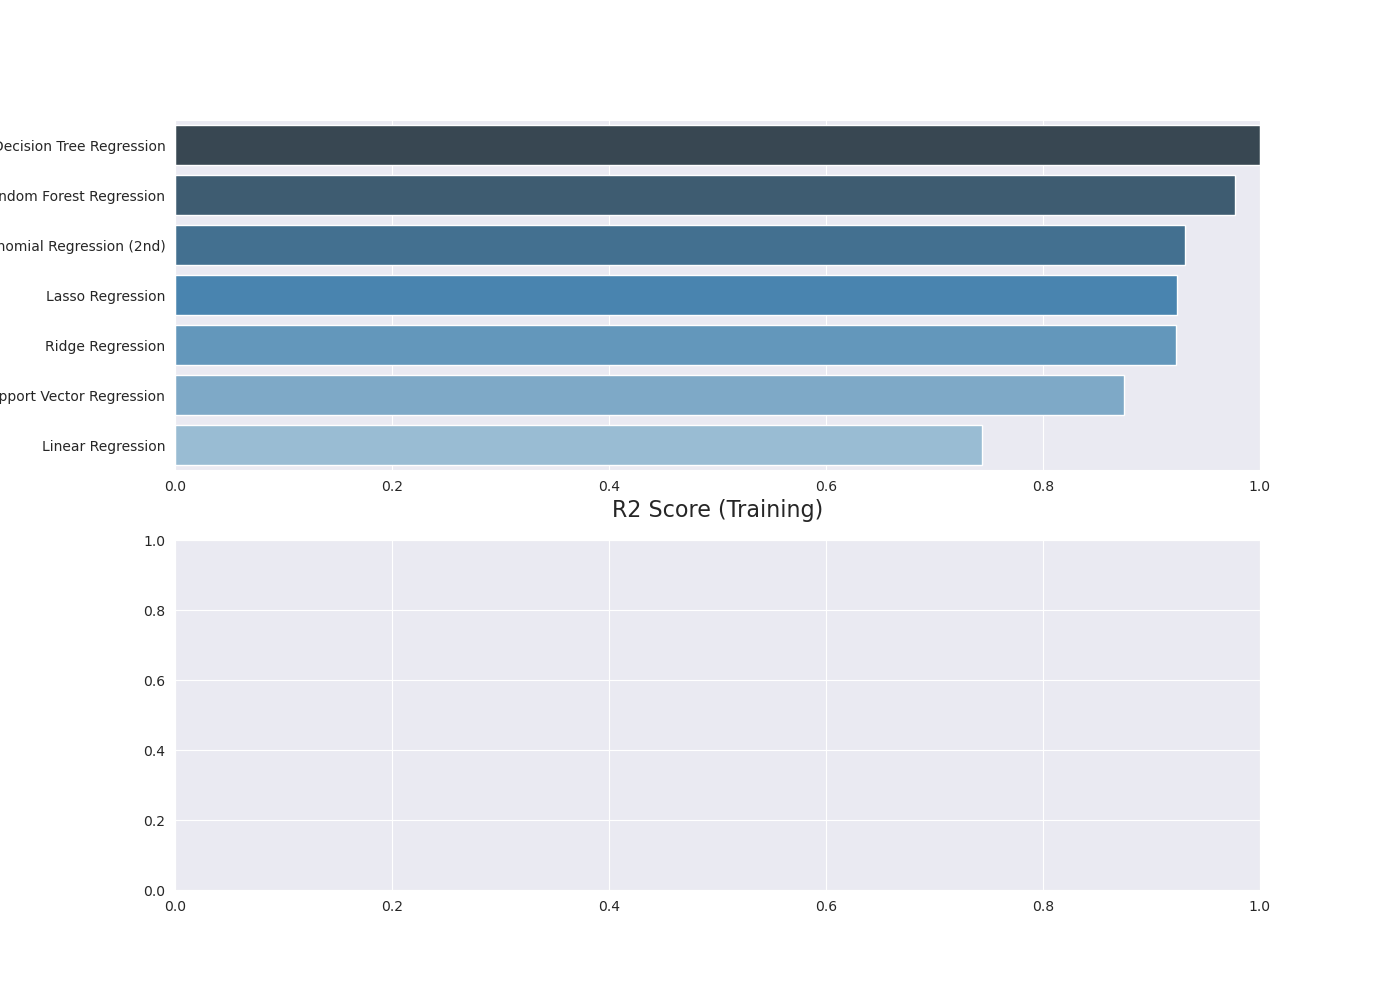 Decision Tree Regression
ndom Forest Regression
nomial Regression (2nd)
Lasso Regression
Ridge Regression
pport Vector Regression
Linear Regression
0.0 0.2 0.4 0.6 0.8 1.0
R2 Score (Training)
1.0
0.8
0.6
0.4
0.2
0.0
0.0 0.2 0.4 0.6 0.8 1.0